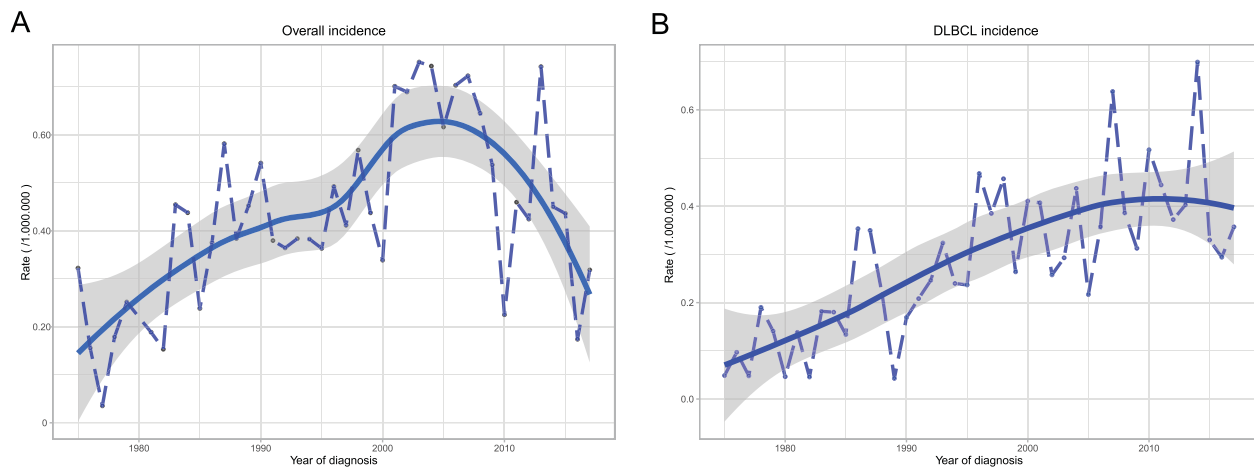 A
Overall incidence
Rate ( /1.000.000 )
0.60
0.40
0.20
0
1980
1990
2000
2010
Year of diagnosis
B
DLBCL incidence
Rate ( /1.000.000 )
0.6
0.4
0.2
0.0
1980
1990
2000
2010
Year of diagnosis